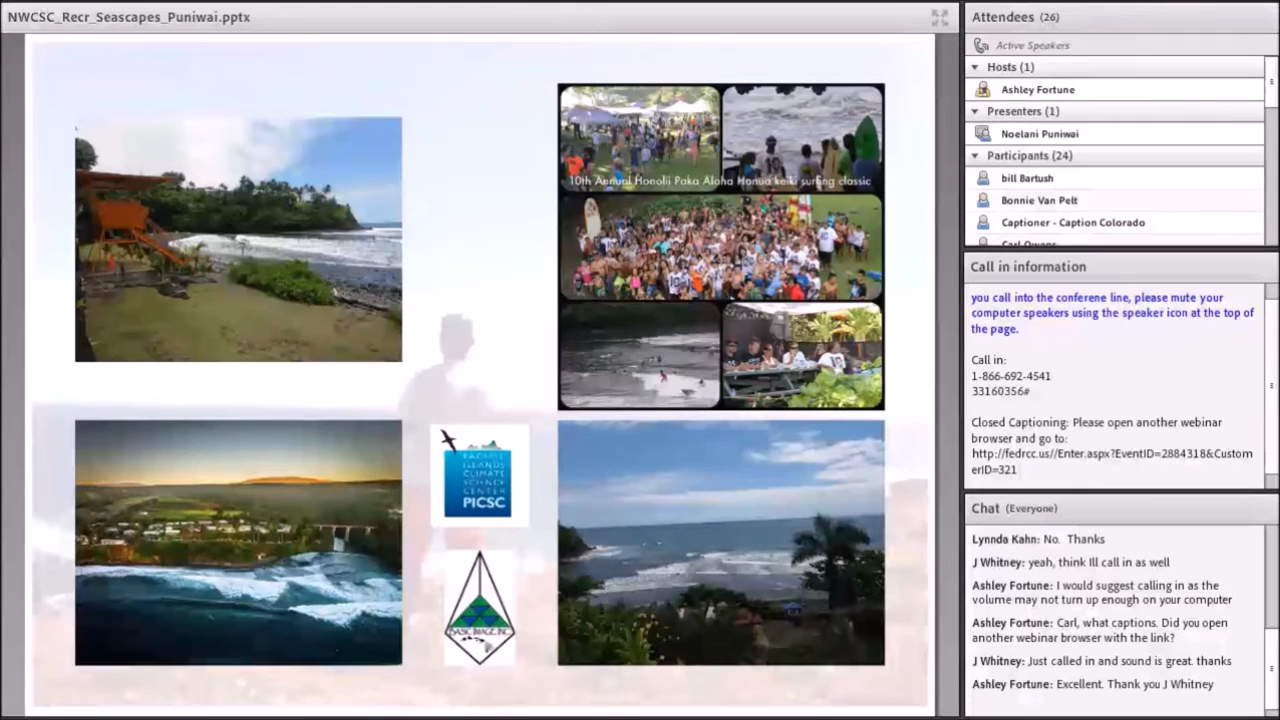 NWCSC_Recr_Seascapes_Puniwai.pptx
10th Annual Honolii Paka Aloha Honua keiki surfing classic
PACIFIC
ISLANDS
CLIMATE
SCIENCE
CENTER
PICSC
BASIC IMAGE INC
Attendees (26)
Active Speakers
Hosts (1)
Ashley Fortune
Presenters (1)
Noelani Puniwai
Participants (24)
bill Bartush
Bonnie Van Pelt
Captioner - Caption Colorado
Carl Owens
Call in information
you call into the conferene line, please mute your
computer speakers using the speaker icon at the top of
the page.
Call in:
1-866-692-4541
33160356#
Closed Captioning: Please open another webinar
browser and go to:
http://fedrcc.us//Enter.aspx?EventID=2884318&Custom
erID=321
Chat (Everyone)
Lynnda Kahn: No. Thanks
J Whitney: yeah, think Ill call in as well
Ashley Fortune: I would suggest calling in as the
volume may not turn up enough on your computer
Ashley Fortune: Carl, what captions. Did you open
another webinar browser with the link?
J Whitney: Just called in and sound is great. thanks
Ashley Fortune: Excellent. Thank you J Whitney